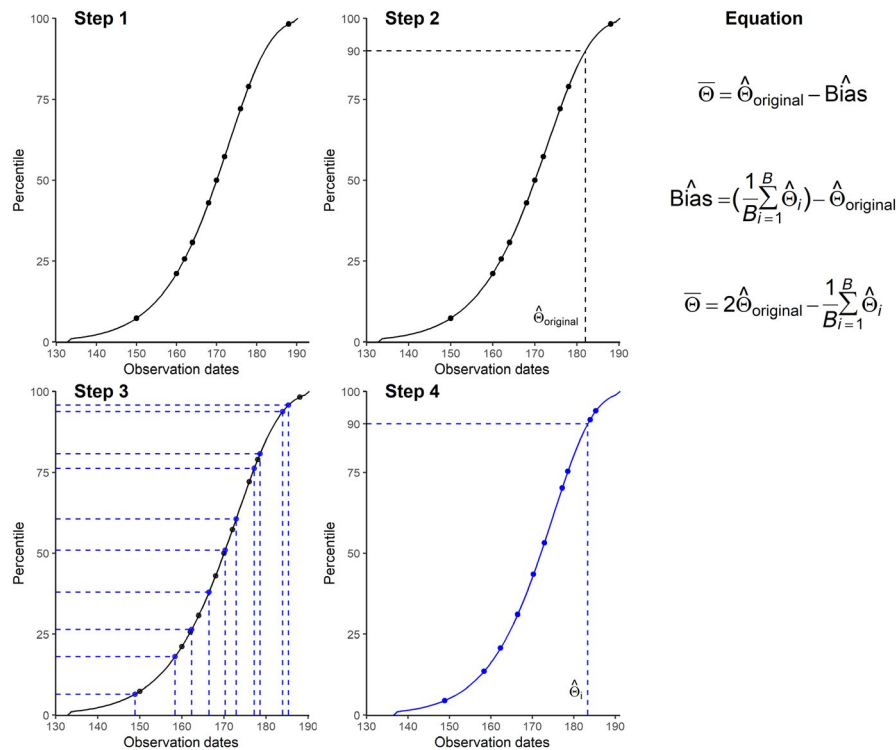 Step 1
100
75
50
25
0
Percentile
130 140 150 160 170 180 190
Observation dates
Step 2
100
90
75
50
25
0
Percentile
Θ̂original
130 140 150 160 170 180 190
Observation dates
Equation
Θ̅ = Θ̂original − Biâs
Biâs = (1/B ∑ᵢ₌₁ᴮ Θ̂i) − Θ̂original
Θ̅ = 2Θ̂original − 1/B ∑ᵢ₌₁ᴮ Θ̂i
Step 3
100
75
50
25
0
Percentile
130 140 150 160 170 180 190
Observation dates
Step 4
100
90
75
50
25
0
Percentile
Θ̂i
130 140 150 160 170 180 190
Observation dates